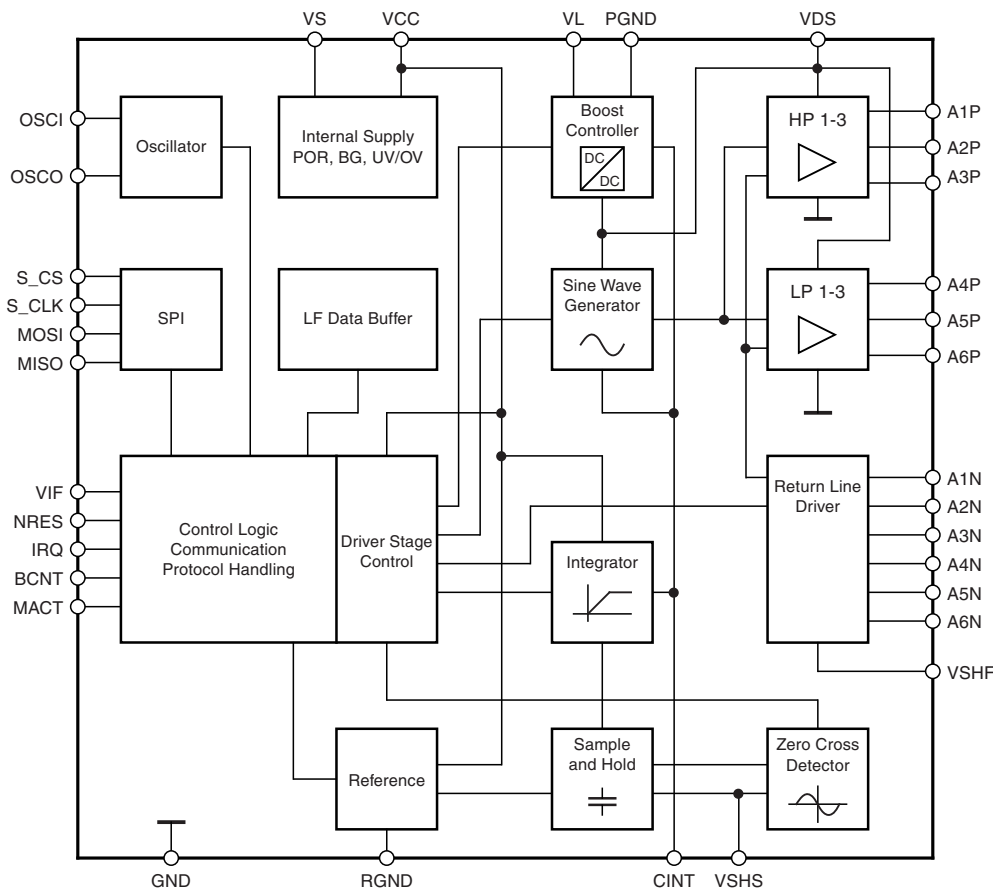 VS
VCC
VL
PGND
VDS
OSCI
OSCO
Oscillator
Internal Supply
POR, BG, UV/OV
Boost
Controller
DC
DC
HP 1-3
A1P
A2P
A3P
S_CS
S_CLK
MOSI
MISO
SPI
LF Data Buffer
Sine Wave
Generator
LP 1-3
A4P
A5P
A6P
VIF
NRES
IRQ
BCNT
MACT
Control Logic
Communication
Protocol Handling
Driver Stage
Control
Integrator
Return Line
Driver
A1N
A2N
A3N
A4N
A5N
A6N
VSHF
Reference
Sample
and Hold
Zero Cross
Detector
GND
RGND
CINT
VSHS